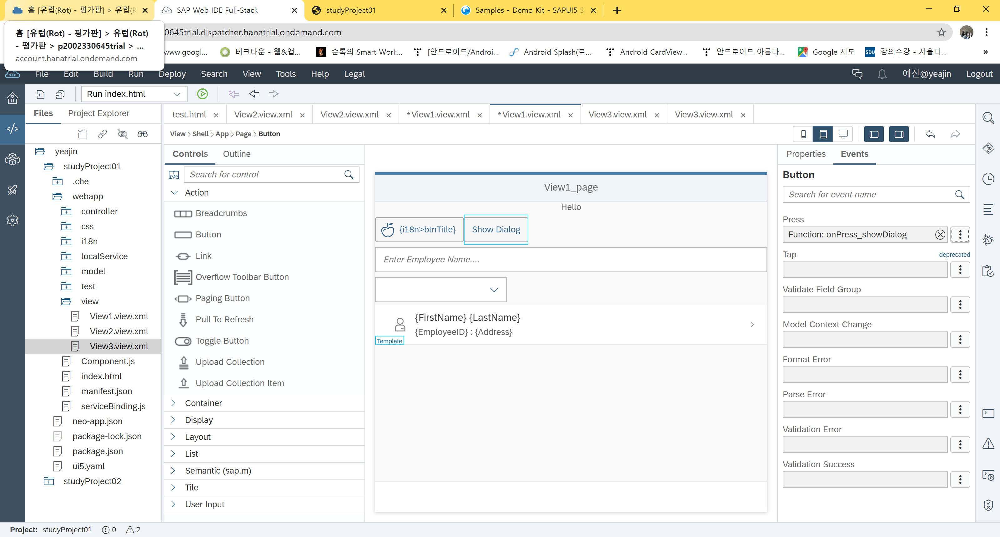 홈 [유럽(Rot) - 평가판] > 유럽(R
SAP Web IDE Full-Stack
studyProject01
Samples - Demo Kit - SAPUI5 S
홈 [유럽(Rot) - 평가판] > 유럽(Rot)
- 평가판 > p2002330645trial > ...
account.hanatrial.ondemand.com
0645trial.dispatcher.hanatrial.ondemand.com
www.googl...
테크타운 - 웹&앱...
순록의 Smart Worl:...
[안드로이드/Androi...
Android Splash(로...
Android CardView...
안드로이드 아름다...
Google 지도
SDU 강의수강 - 서울디...
»
File Edit Build Run Deploy Search View Tools Help Legal
예진@yeajin Logout
Run index.html
Files Project Explorer
test.html
View2.view.xml
View2.view.xml
*View1.view.xml
*View1.view.xml
View3.view.xml
View3.view.xml
View > Shell > App > Page > Button
yeajin
studyProject01
.che
webapp
controller
css
i18n
localService
model
test
view
View1.view.xml
View2.view.xml
View3.view.xml
Component.js
index.html
manifest.json
serviceBinding.js
neo-app.json
package-lock.json
package.json
ui5.yaml
studyProject02
Controls Outline
Search for control
Action
Breadcrumbs
Button
Link
Overflow Toolbar Button
Paging Button
Pull To Refresh
Toggle Button
Upload Collection
Upload Collection Item
Container
Display
Layout
List
Semantic (sap.m)
Tile
User Input
View1_page
Hello
{i18n>btnTitle}
Show Dialog
Enter Employee Name....
{FirstName} {LastName}
{EmployeeID} : {Address}
Template
Properties Events
Button
Search for event name
Press
Function: onPress_showDialog
Tap deprecated
Validate Field Group
Model Context Change
Format Error
Parse Error
Validation Error
Validation Success
Project: studyProject01 0 2